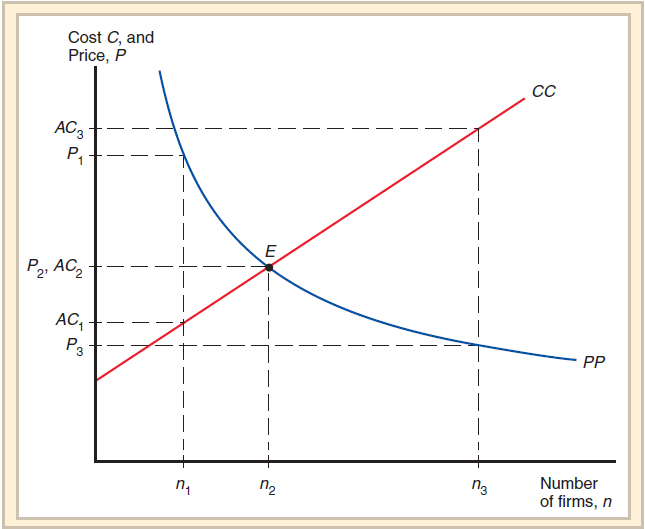 Cost C, and
Price, P
CC
AC₃
P₁
E
P₂, AC₂
AC₁
P₃
PP
n₁
n₂
n₃
Number
of firms, n